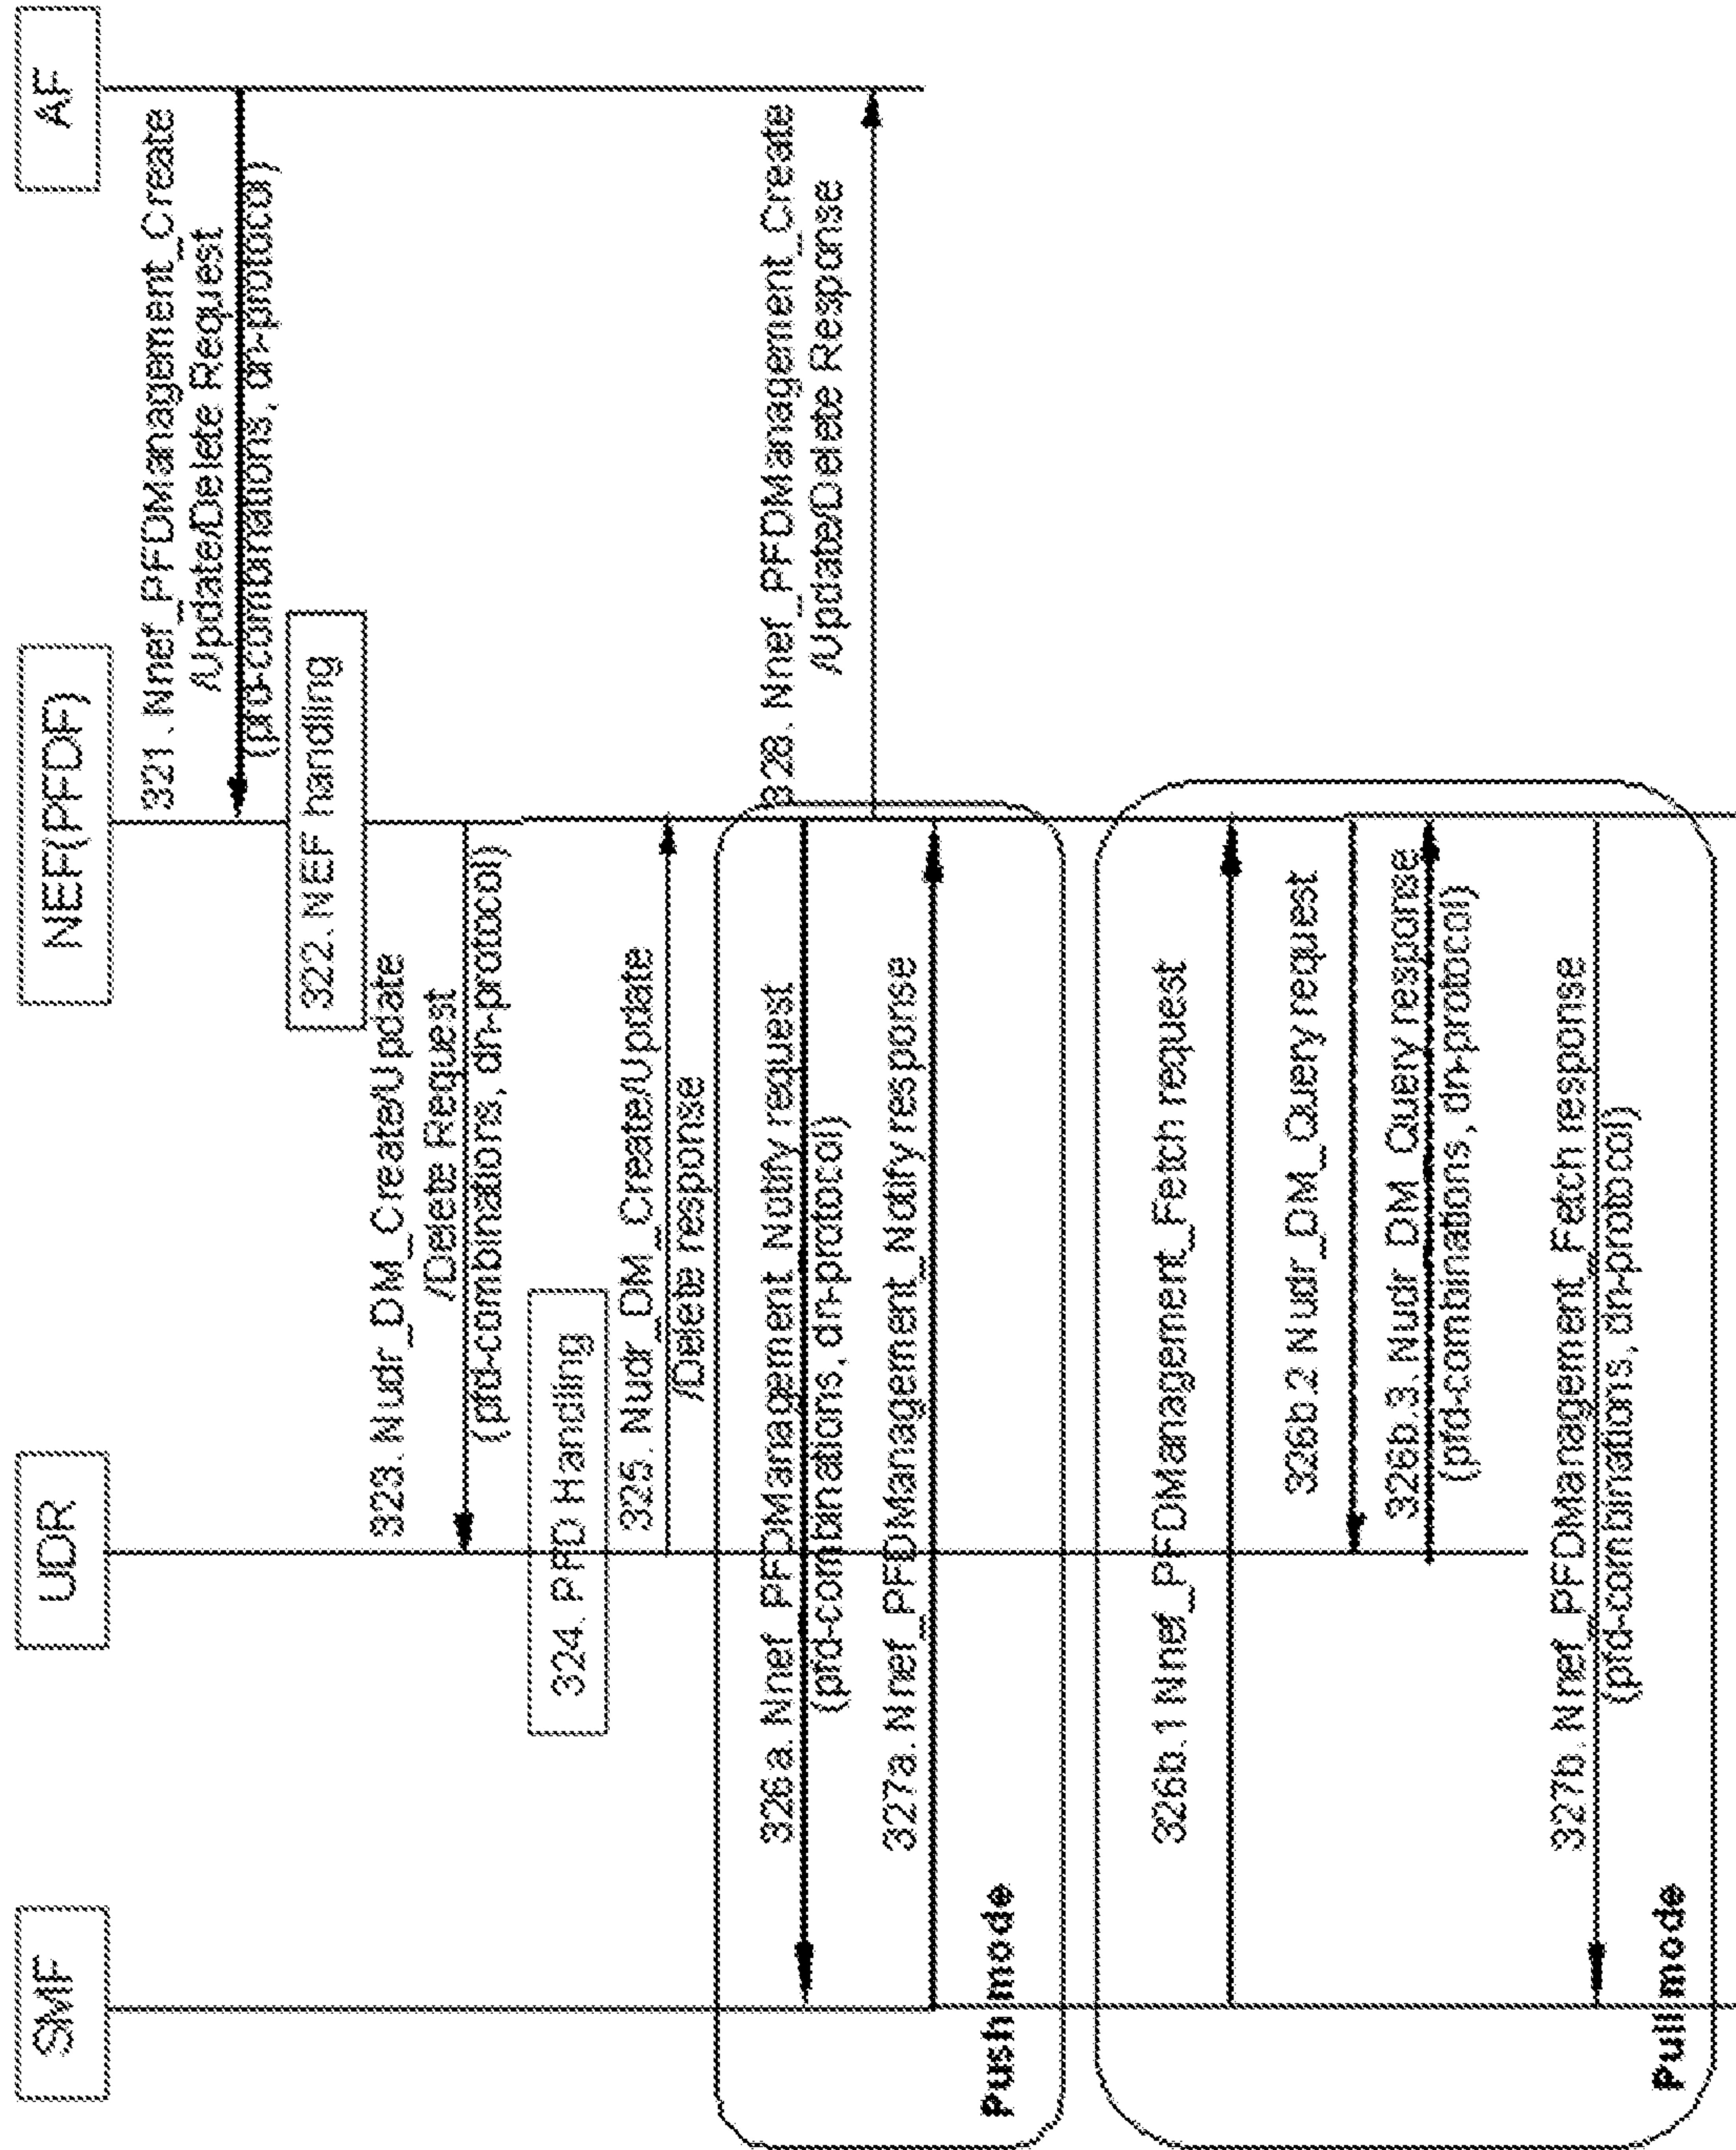 SMF
UDR
NEF(PFDF)
AF
321. Nnef_PFDManagement_Create
/Update/Delete Request
(pfd-combinations, dn-protocol)
322. NEF handling
323. Nudr_DM_Create/Update
/Delete Request
(pfd-combinations, dn-protocol)
324. PFD Handling
325. Nudr_DM_Create/Update
/Delete response
326a. Nnef_PFDManagement_Notify request
(pfd-combinations, dn-protocol)
328. Nnef_PFDManagement_Create
/Update/Delete Response
327a. Nnef_PFDManagement_Notify response
Push mode
326b.1 Nnef_PFDManagement_Fetch request
326b.2 Nudr_DM_Query request
326b.3. Nudr_DM_Query response
(pfd-combinations, dn-protocol)
327b. Nnef_PFDManagement_Fetch response
(pfd-combinations, dn-protocol)
Pull mode